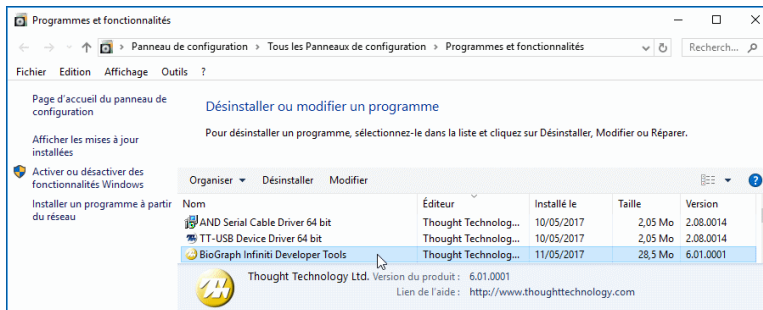 Programmes et fonctionnalités
Panneau de configuration > Tous les Panneaux de configuration > Programmes et fonctionnalités Recherch...
Fichier Edition Affichage Outils ?
Page d'accueil du panneau de configuration
Afficher les mises à jour installées
Activer ou désactiver des fonctionnalités Windows
Installer un programme à partir du réseau
Désinstaller ou modifier un programme
Pour désinstaller un programme, sélectionnez-le dans la liste et cliquez sur Désinstaller, Modifier ou Réparer.
Organiser Désinstaller Modifier
Nom Éditeur Installé le Taille Version
AND Serial Cable Driver 64 bit Thought Technolog... 10/05/2017 2,05 Mo 2.08.0014
TT-USB Device Driver 64 bit Thought Technolog... 10/05/2017 2,05 Mo 2.08.0014
BioGraph Infiniti Developer Tools Thought Technolog... 11/05/2017 28,5 Mo 6.01.0001
Thought Technology Ltd. Version du produit : 6.01.0001
Lien de l'aide : http://www.thoughttechnology.com